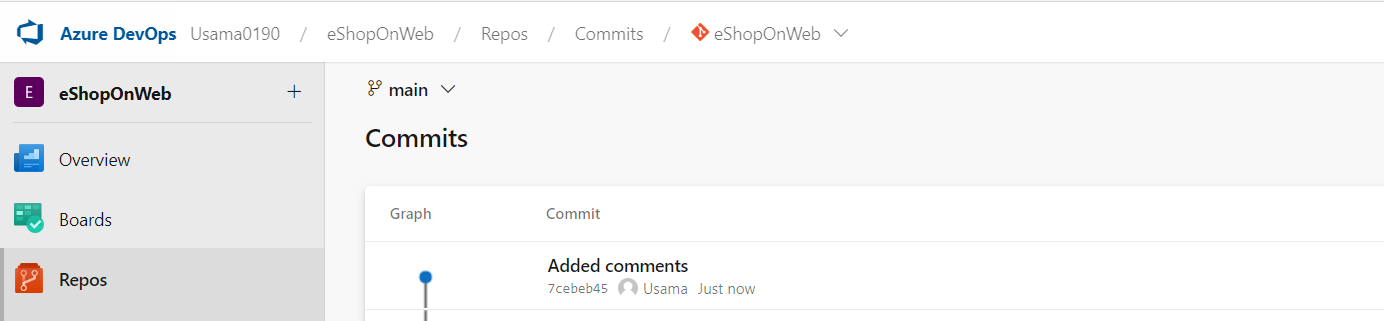 Azure DevOps Usama0190 / eShopOnWeb / Repos / Commits / eShopOnWeb
E eShopOnWeb +
main
Commits
Overview
Graph Commit
Boards
Added comments
Repos
7cebeb45 Usama Just now